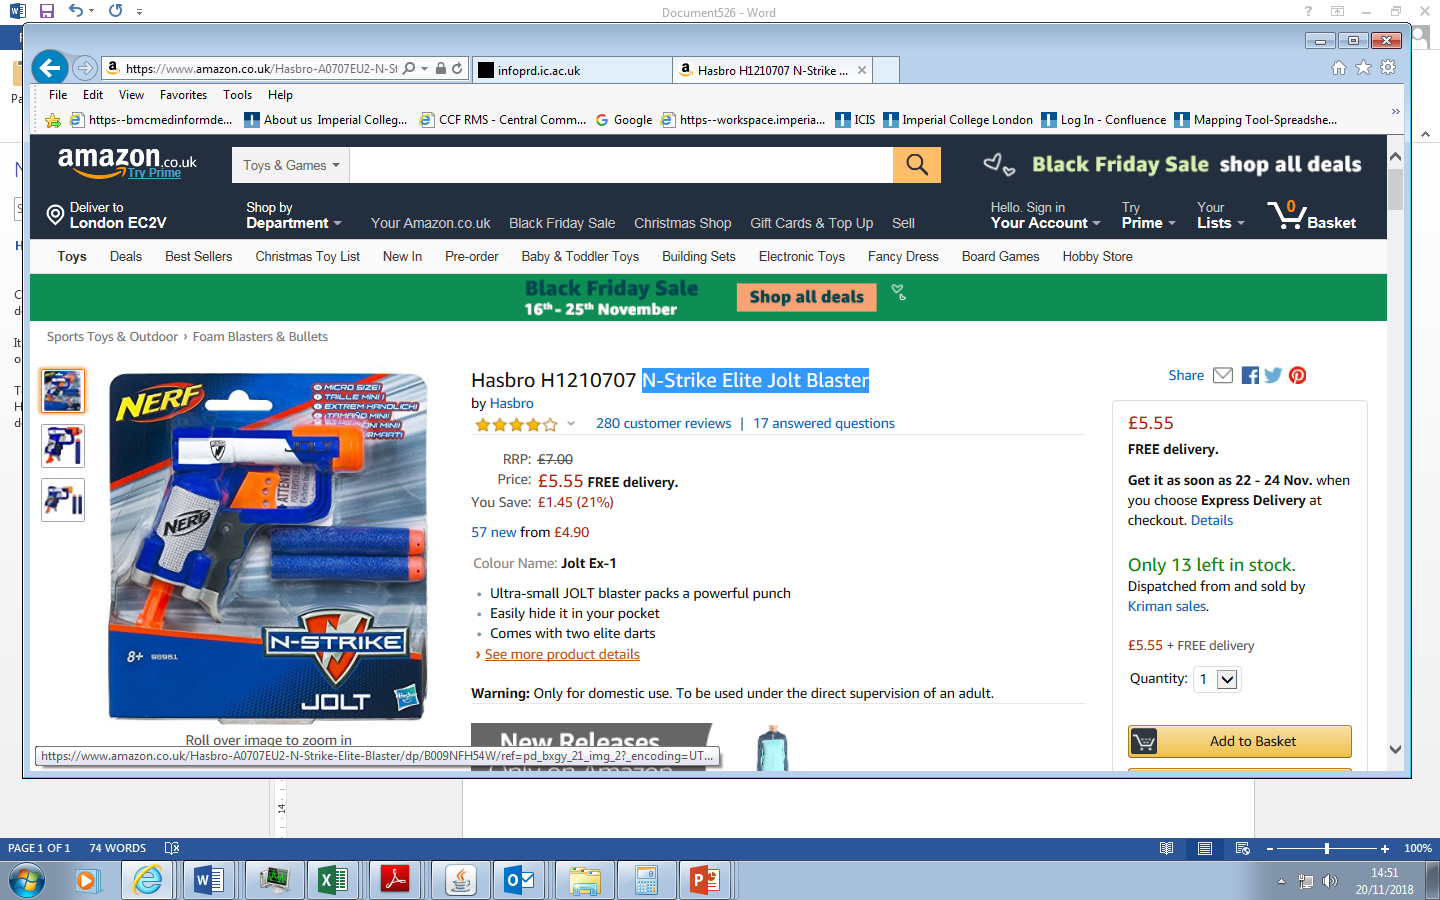 Document526 - Word
https://www.amazon.co.uk/Hasbro-A0707EU2-N-St
infoprd.ic.ac.uk
Hasbro H1210707 N-Strike ...
File Edit View Favorites Tools Help
https--bmcmedinformde... About us Imperial Colleg... CCF RMS - Central Comm... Google https--workspace.imperia... ICIS Imperial College London Log In - Confluence Mapping Tool-Spreadshe...
amazon.co.uk
Try Prime
Toys & Games
Black Friday Sale shop all deals
Deliver to
London EC2V
Shop by
Department
Your Amazon.co.uk Black Friday Sale Christmas Shop Gift Cards & Top Up Sell
Hello. Sign in
Your Account
Try
Prime
Your
Lists
0
Basket
Toys Deals Best Sellers Christmas Toy List New In Pre-order Baby & Toddler Toys Building Sets Electronic Toys Fancy Dress Board Games Hobby Store
Black Friday Sale
16th - 25th November
Shop all deals
Sports Toys & Outdoor › Foam Blasters & Bullets
NERF
MICRO SIZE!
TAILLE MINI!
EXTREM HANDLICH!
TAMAÑO MINI!
JOLT
ATTENTION
NERF
N-STRIKE
8+ 98961
JOLT
Hasbro
Roll over image to zoom in
Hasbro H1210707 N-Strike Elite Jolt Blaster
by Hasbro
280 customer reviews | 17 answered questions
RRP: £7.00
Price: £5.55 FREE delivery.
You Save: £1.45 (21%)
57 new from £4.90
Colour Name: Jolt Ex-1
• Ultra-small JOLT blaster packs a powerful punch
• Easily hide it in your pocket
• Comes with two elite darts
› See more product details
Warning: Only for domestic use. To be used under the direct supervision of an adult.
New Releases
Only on Amazon
Share
£5.55
FREE delivery.
Get it as soon as 22 - 24 Nov. when
you choose Express Delivery at
checkout. Details
Only 13 left in stock.
Dispatched from and sold by
Kriman sales.
£5.55 + FREE delivery
Quantity: 1
Add to Basket
https://www.amazon.co.uk/Hasbro-A0707EU2-N-Strike-Elite-Blaster/dp/B009NFH54W/ref=pd_bxgy_21_img_2?_encoding=UT...
14
PAGE 1 OF 1 74 WORDS
100%
14:51
20/11/2018